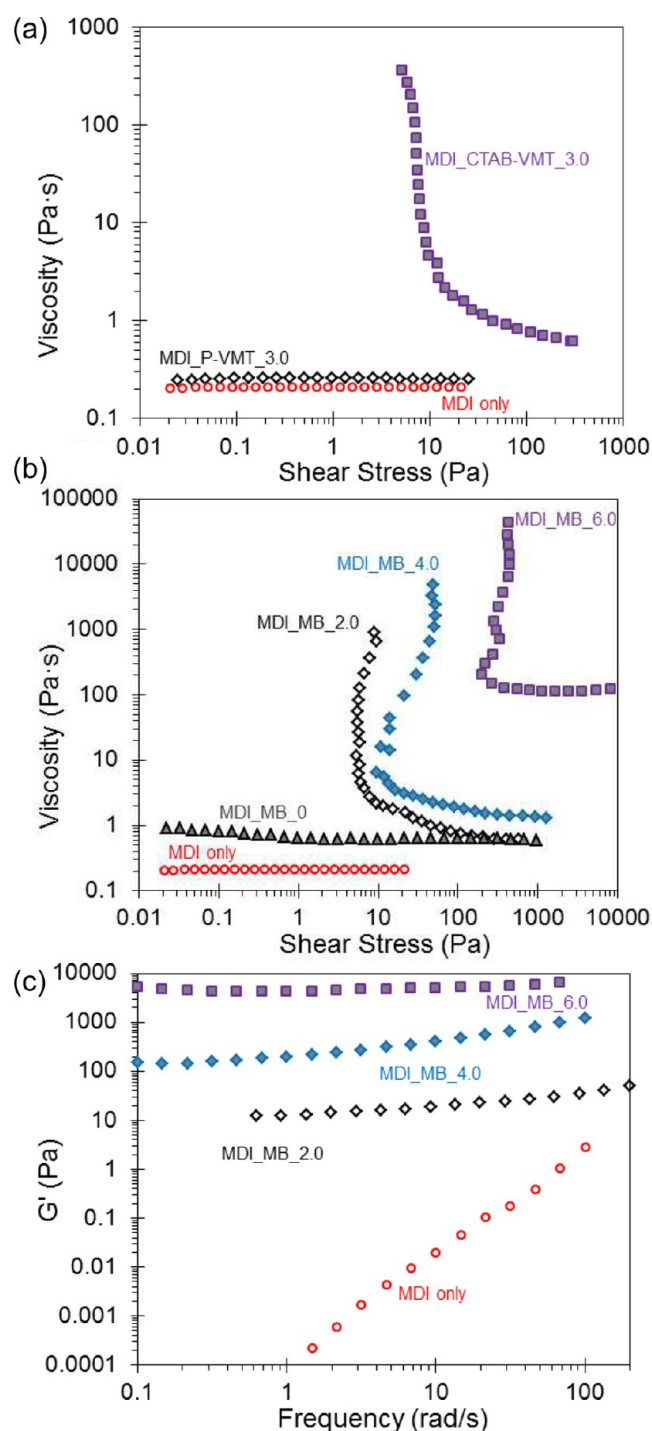 (a)
1000
100
10
1
0.1
Viscosity (Pa·s)
MDI_CTAB-VMT_3.0
MDI_P-VMT_3.0
MDI only
0.01 0.1 1 10 100 1000
Shear Stress (Pa)
(b)
100000
10000
1000
100
10
1
0.1
Viscosity (Pa·s)
MDI_MB_6.0
MDI_MB_4.0
MDI_MB_2.0
MDI_MB_0
MDI only
0.01 0.1 1 10 100 1000 10000
Shear Stress (Pa)
(c)
10000
1000
100
10
1
0.1
0.01
0.001
0.0001
G' (Pa)
MDI_MB_6.0
MDI_MB_4.0
MDI_MB_2.0
MDI only
0.1 1 10 100
Frequency (rad/s)